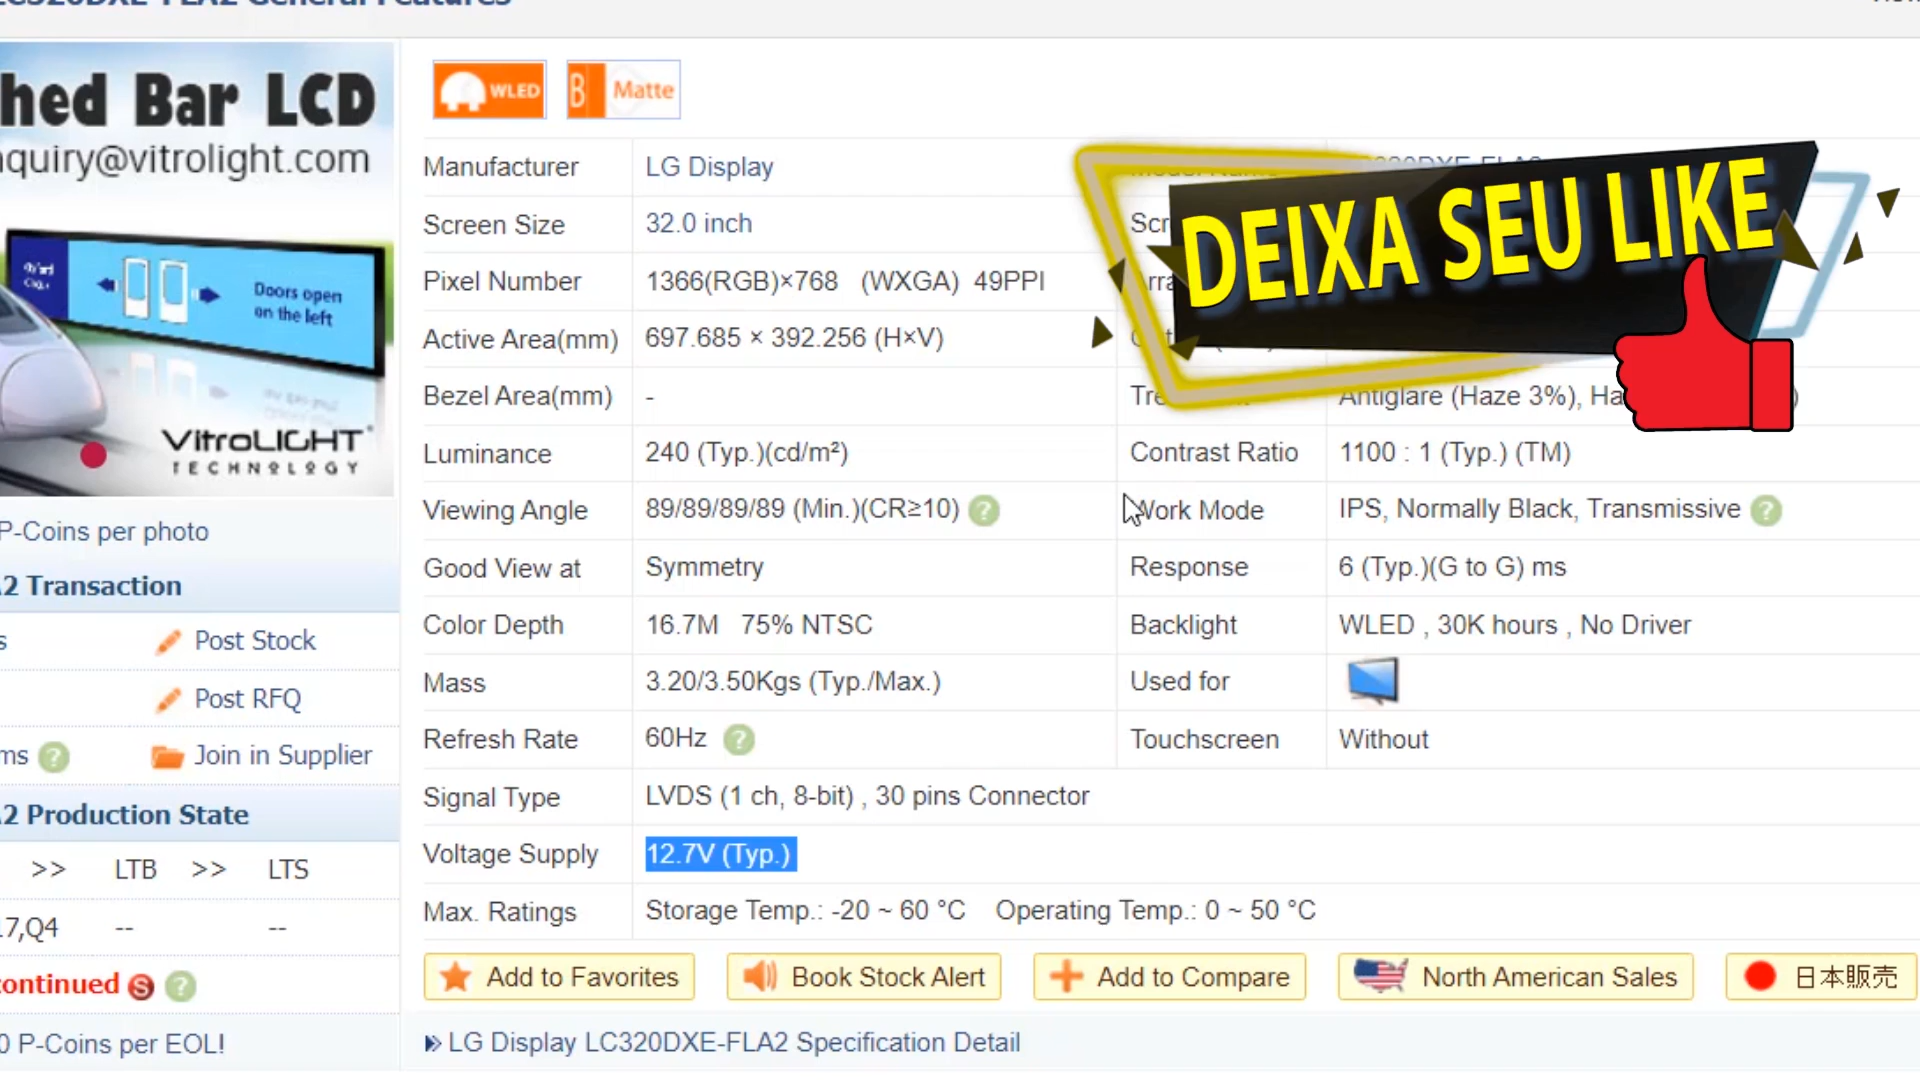 General Features
hed Bar LCD
nquiry@vitrolight.com
Doors open
on the left
VitroLIGHT
TECHNOLOGY
P-Coins per photo
A2 Transaction
s
Post Stock
Post RFQ
ms ?
Join in Supplier
A2 Production State
>> LTB >> LTS
17,Q4 -- --
continued S ?
0 P-Coins per EOL!
WLED
B Matte
Manufacturer LG Display
DEIXA SEU LIKE
Screen Size 32.0 inch Scr
Pixel Number 1366(RGB)×768 (WXGA) 49PPI
Active Area(mm) 697.685 × 392.256 (H×V)
Bezel Area(mm) - Antiglare (Haze 3%), Ha
Luminance 240 (Typ.)(cd/m²) Contrast Ratio 1100 : 1 (Typ.) (TM)
Viewing Angle 89/89/89/89 (Min.)(CR≥10) ? Work Mode IPS, Normally Black, Transmissive ?
Good View at Symmetry Response 6 (Typ.)(G to G) ms
Color Depth 16.7M 75% NTSC Backlight WLED , 30K hours , No Driver
Mass 3.20/3.50Kgs (Typ./Max.) Used for
Refresh Rate 60Hz ? Touchscreen Without
Signal Type LVDS (1 ch, 8-bit) , 30 pins Connector
Voltage Supply 12.7V (Typ.)
Max. Ratings Storage Temp.: -20 ~ 60 °C Operating Temp.: 0 ~ 50 °C
Add to Favorites Book Stock Alert Add to Compare North American Sales 日本販売
LG Display LC320DXE-FLA2 Specification Detail